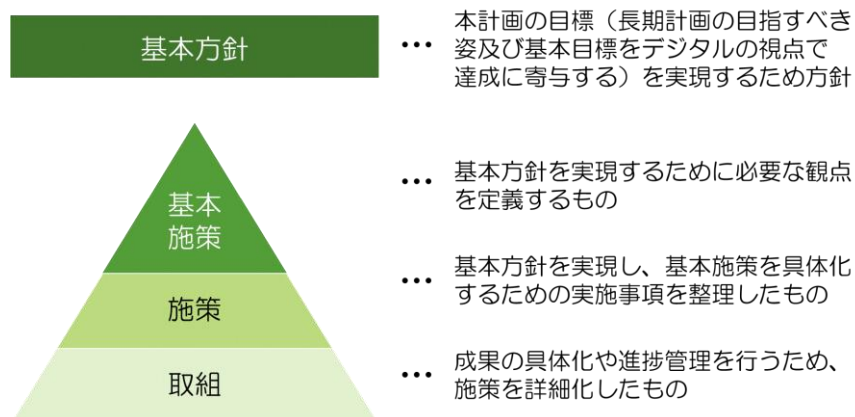 基本方針
… 本計画の目標（長期計画の目指すべき
姿及び基本目標をデジタルの視点で
達成に寄与する）を実現するため方針
基本
施策
… 基本方針を実現するために必要な観点
を定義するもの
施策
… 基本方針を実現し、基本施策を具体化
するための実施事項を整理したもの
取組
… 成果の具体化や進捗管理を行うため、
施策を詳細化したもの